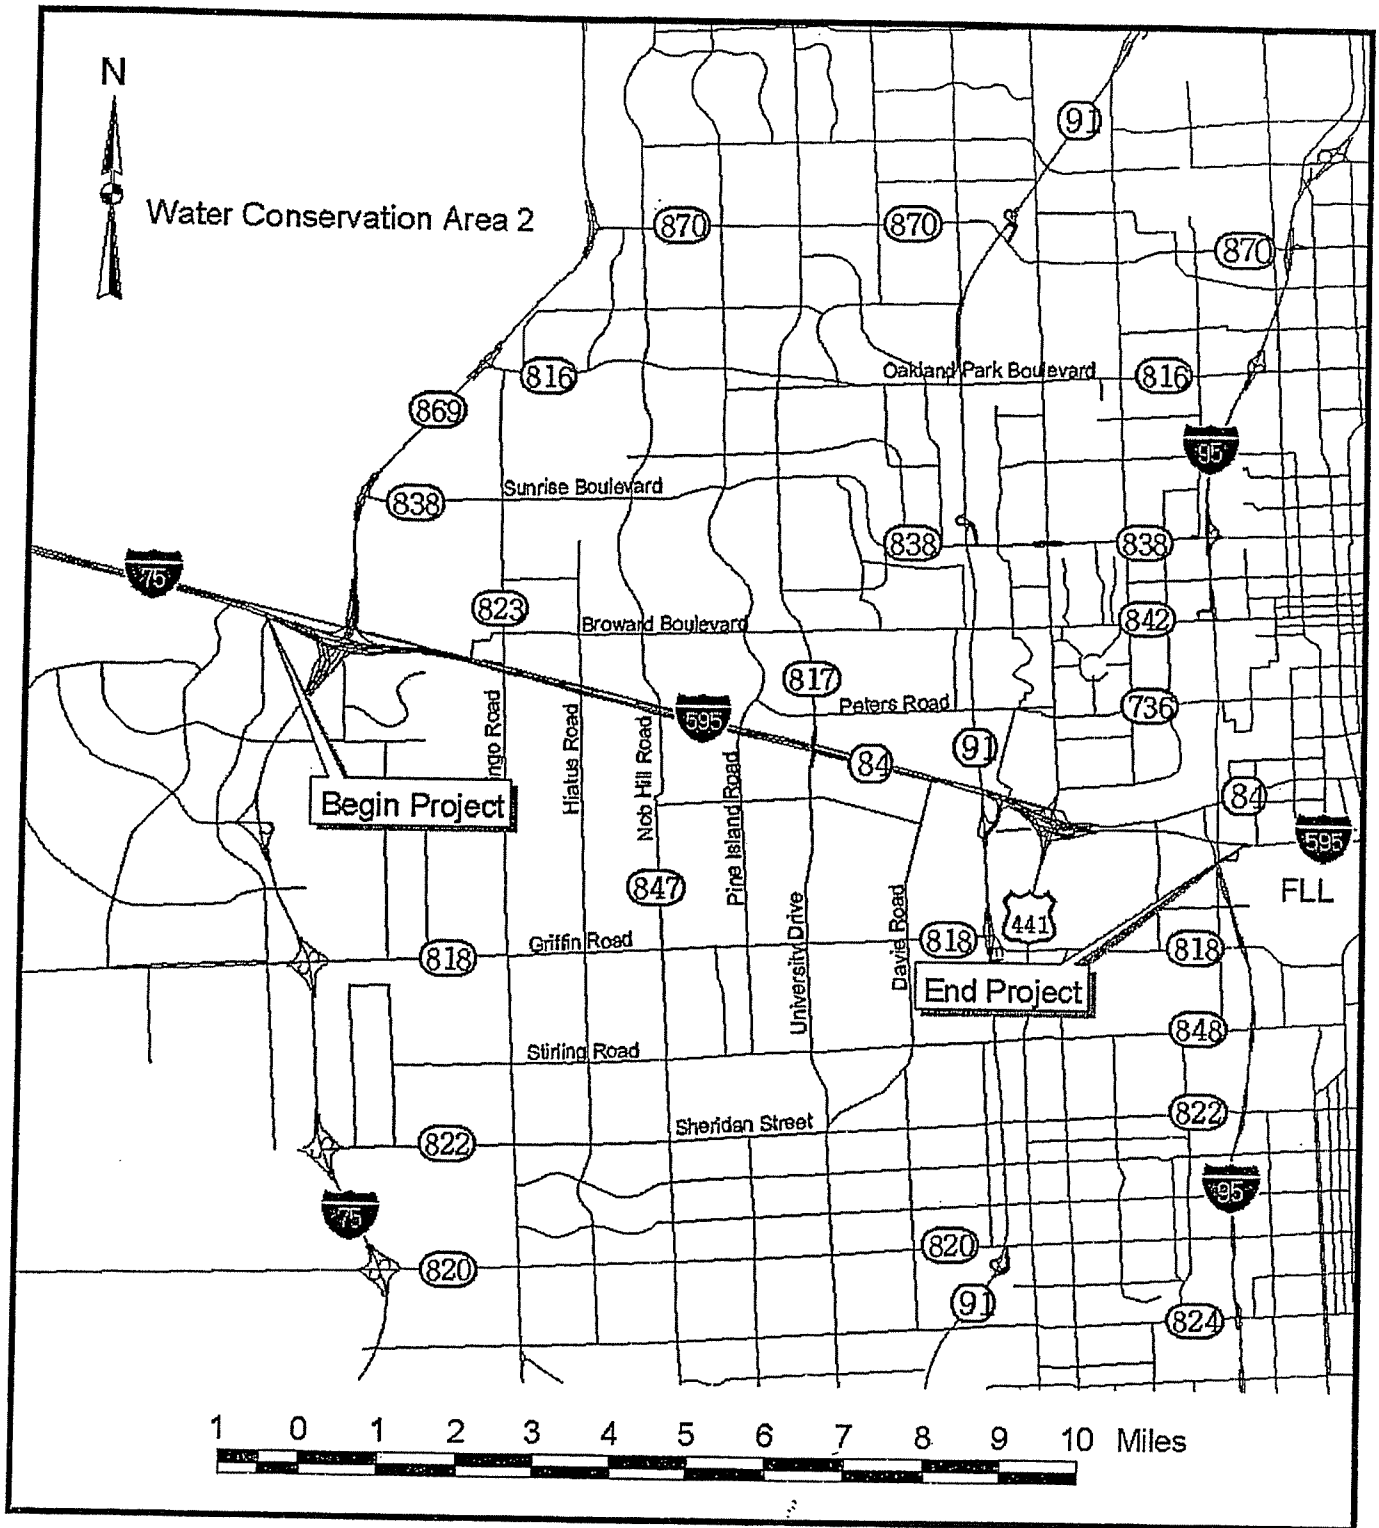 N
91
Water Conservation Area 2
870
870
870
816
Oakland Park Boulevard
816
869
95
838
Sunrise Boulevard
838
838
75
823
Broward Boulevard
842
817
Peters Road
736
595
91
84
84
ngo Road
Hiatus Road
Nob Hill Road
Pine Island Road
Begin Project
595
FLL
847
University Drive
Davie Road
441
818
Griffin Road
818
818
End Project
848
Stirling Road
822
Sheridan Street
822
75
95
820
820
91
824
1 0 1 2 3 4 5 6 7 8 9 10 Miles